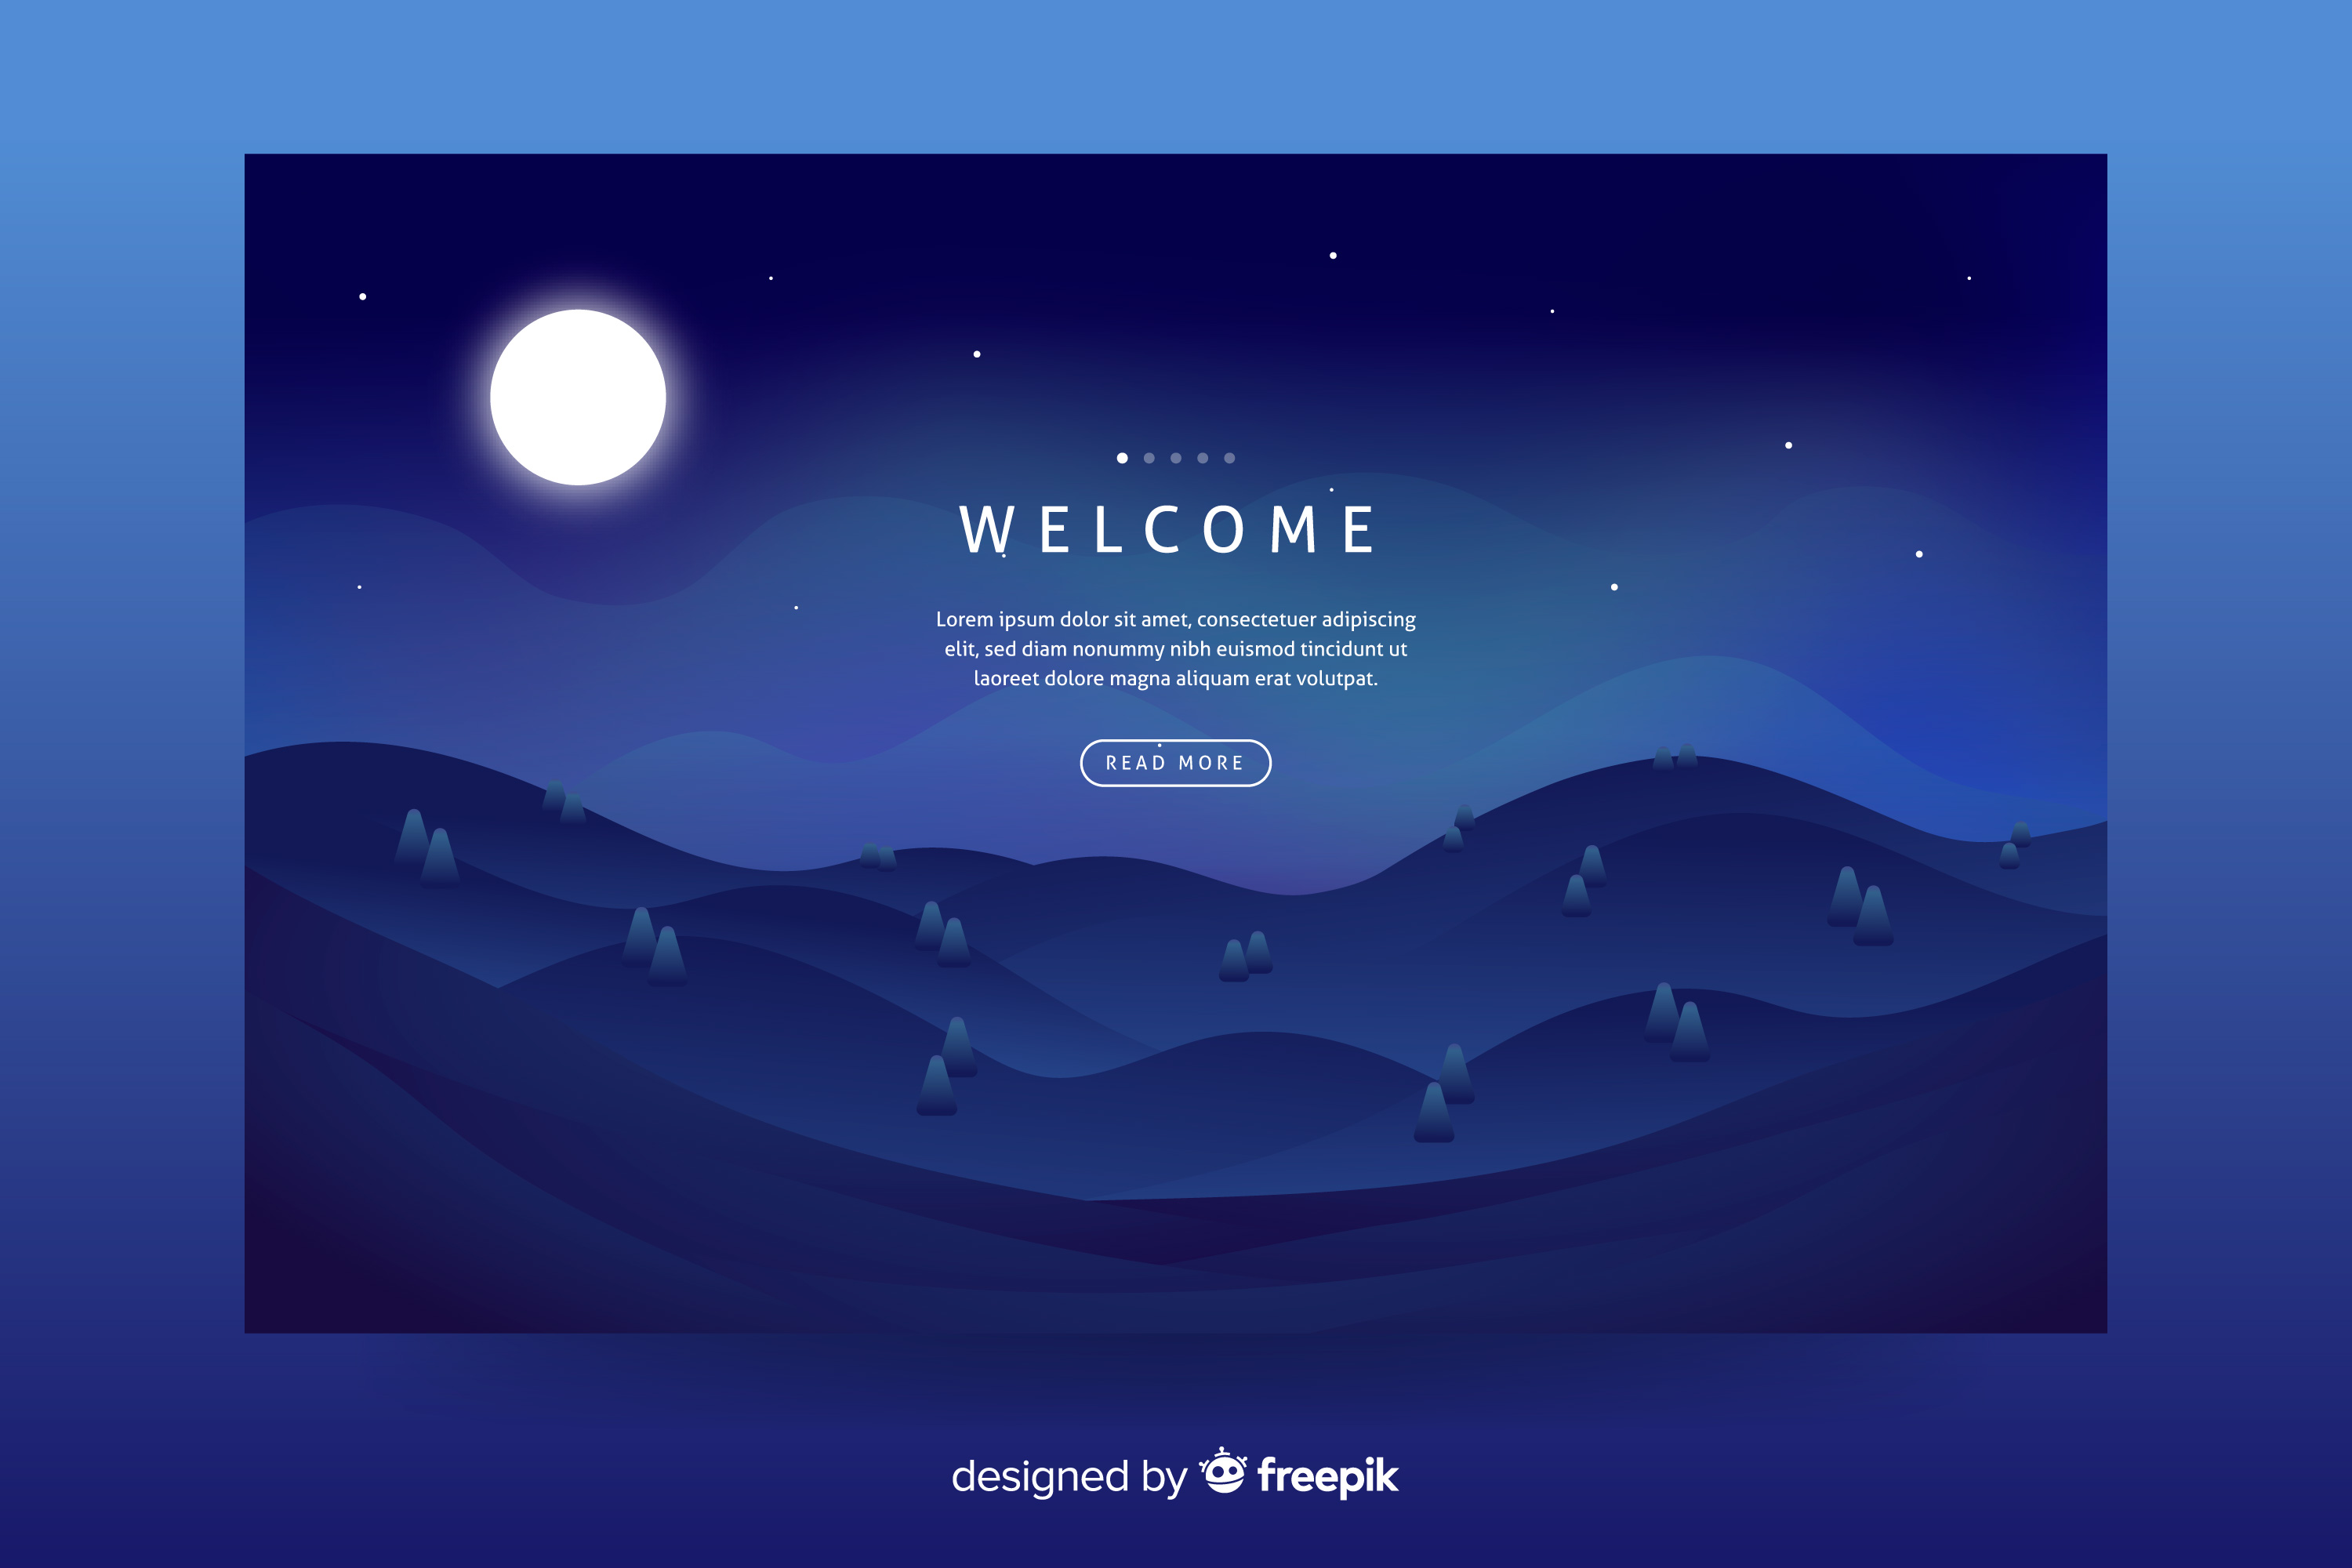 WELCOME
Lorem ipsum dolor sit amet, consectetuer adipiscing
elit, sed diam nonummy nibh euismod tincidunt ut
laoreet dolore magna aliquam erat volutpat.
READ MORE
designed by freepik